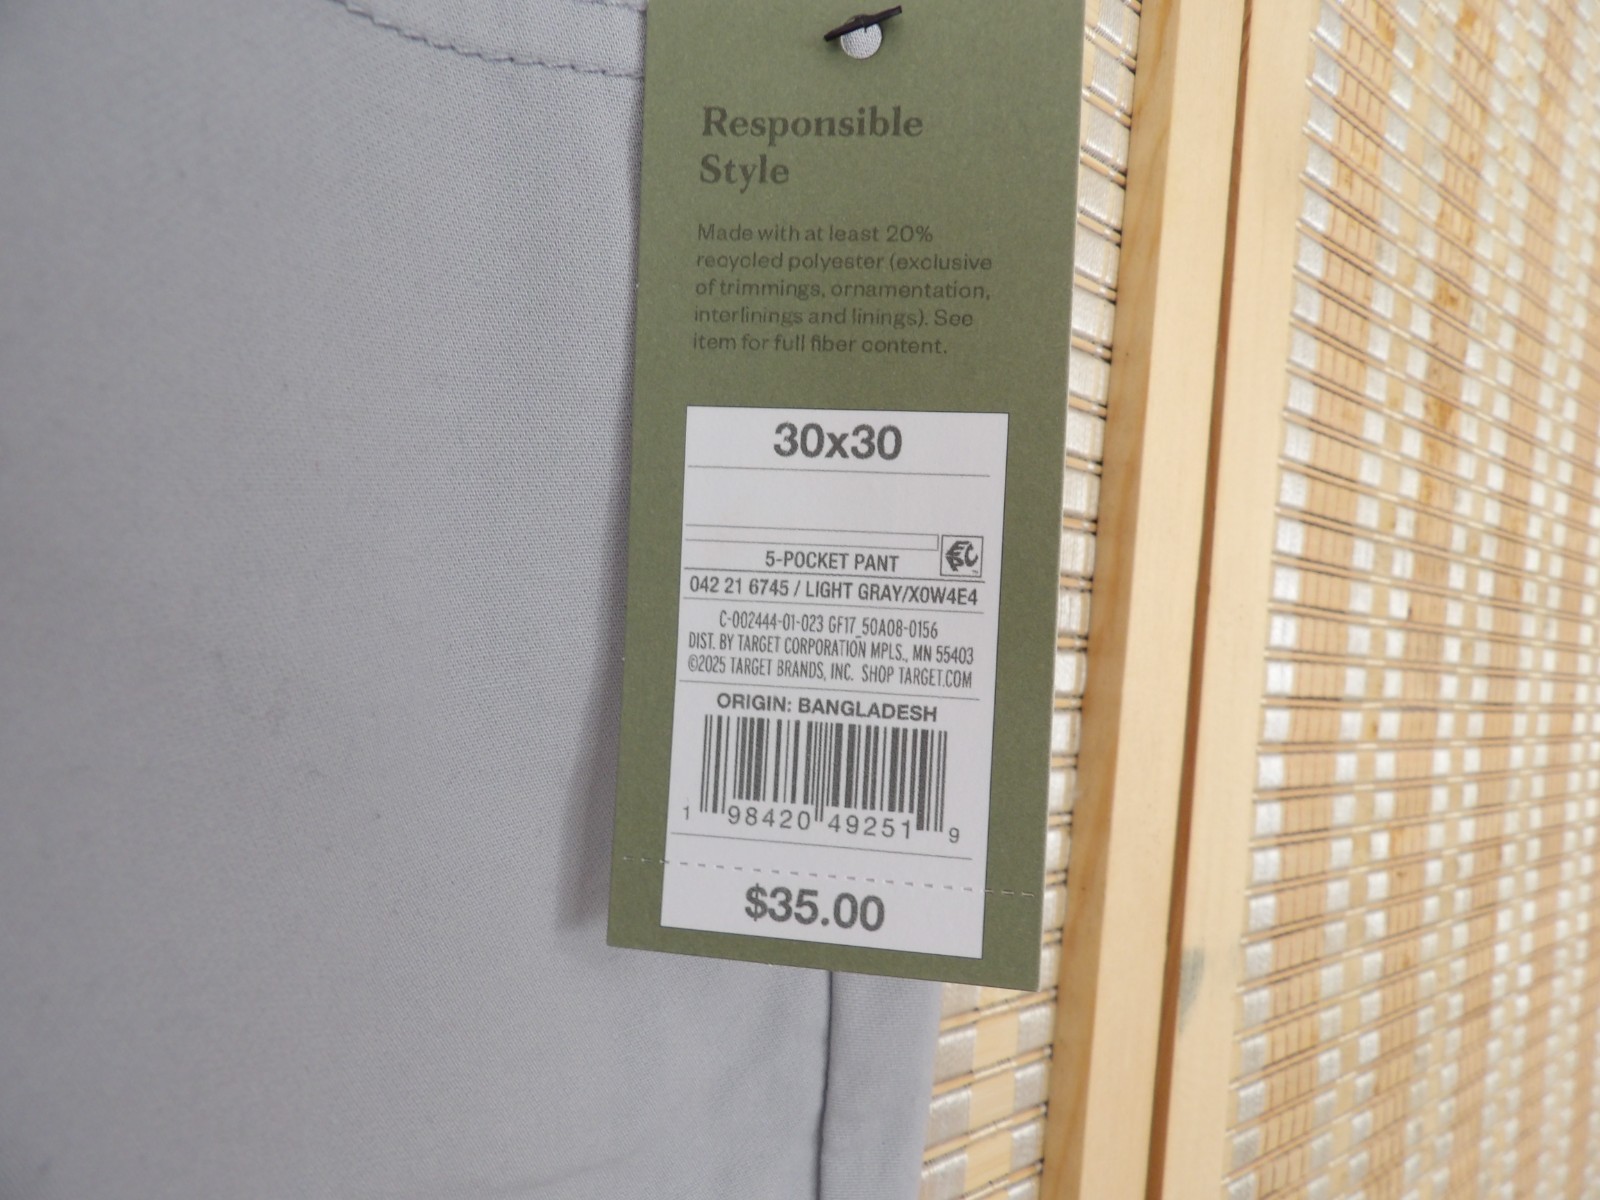 Responsible
Style
Made with at least 20%
recycled polyester (exclusive
of trimmings, ornamentation,
interlinings and linings). See
item for full fiber content.
30x30
5-POCKET PANT
042 21 6745 / LIGHT GRAY/X0W4E4
C-002444-01-023 GF17_50A08-0156
DIST. BY TARGET CORPORATION MPLS., MN 55403
©2025 TARGET BRANDS, INC. SHOP TARGET.COM
ORIGIN: BANGLADESH
1 98420 49251 9
$35.00